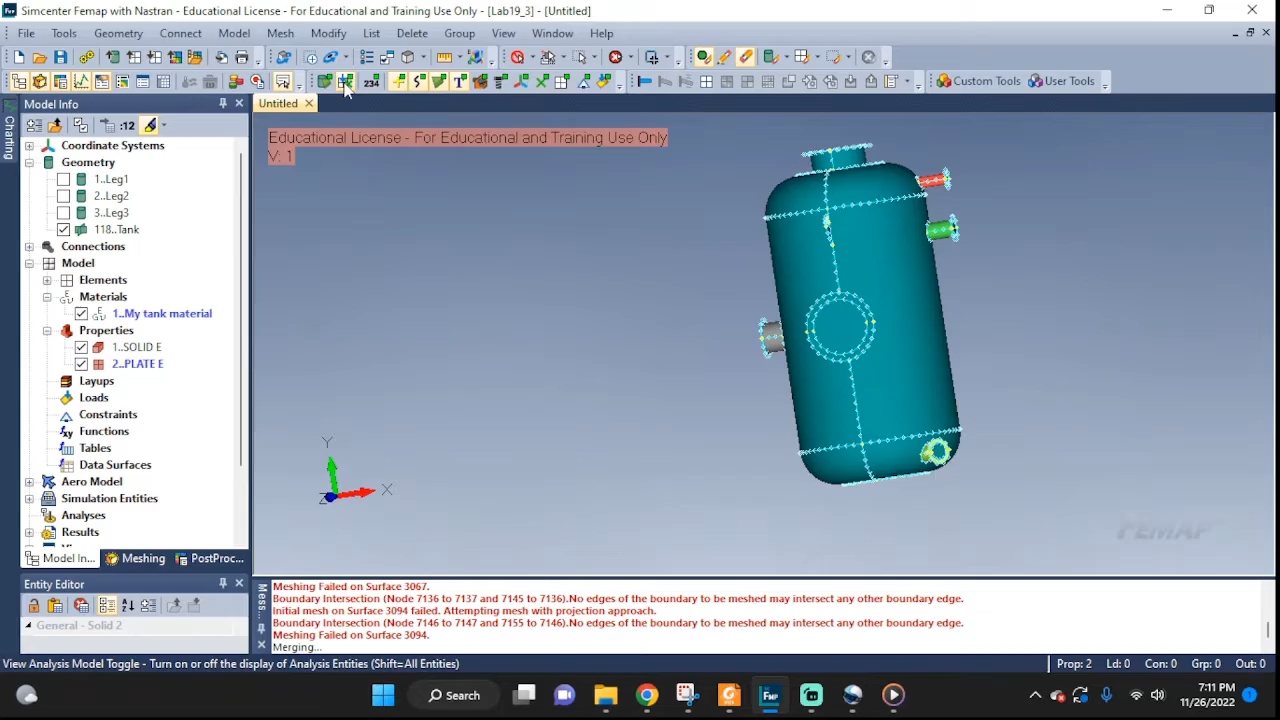 Simcenter Femap with Nastran - Educational License - For Educational and Training Use Only - [Lab19_3] - [Untitled]
File Tools Geometry Connect Model Mesh Modify List Delete Group View Window Help
234 T Custom Tools User Tools
Charting
Model Info
Untitled
:12
Educational License - For Educational and Training Use Only
V: 1
Coordinate Systems
Geometry
1..Leg1
2..Leg2
3..Leg3
118..Tank
Connections
Model
Elements
Materials
1..My tank material
Properties
1..SOLID E
2..PLATE E
Layups
Loads
Constraints
Functions
Tables
Data Surfaces
Aero Model
Simulation Entities
Analyses
Results
Y
X
Z
FEMAP
Model In... Meshing PostProc...
Entity Editor
General - Solid 2
Mess...
Meshing Failed on Surface 3067.
Boundary Intersection (Node 7136 to 7137 and 7145 to 7136).No edges of the boundary to be meshed may intersect any other boundary edge.
Initial mesh on Surface 3094 failed. Attempting mesh with projection approach.
Boundary Intersection (Node 7146 to 7147 and 7155 to 7146).No edges of the boundary to be meshed may intersect any other boundary edge.
Meshing Failed on Surface 3094.
Merging...
View Analysis Model Toggle - Turn on or off the display of Analysis Entities (Shift=All Entities)
Prop: 2 Ld: 0 Con: 0 Grp: 0 Out: 0
Search
7:11 PM
11/26/2022